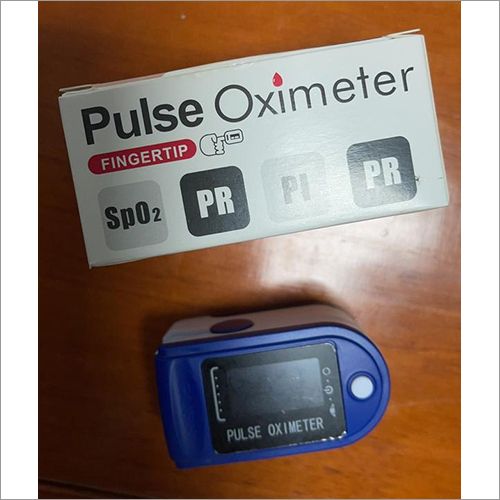 Pulse Oximeter
FINGERTIP
SpO2 PR PI PR
PULSE OXIMETER